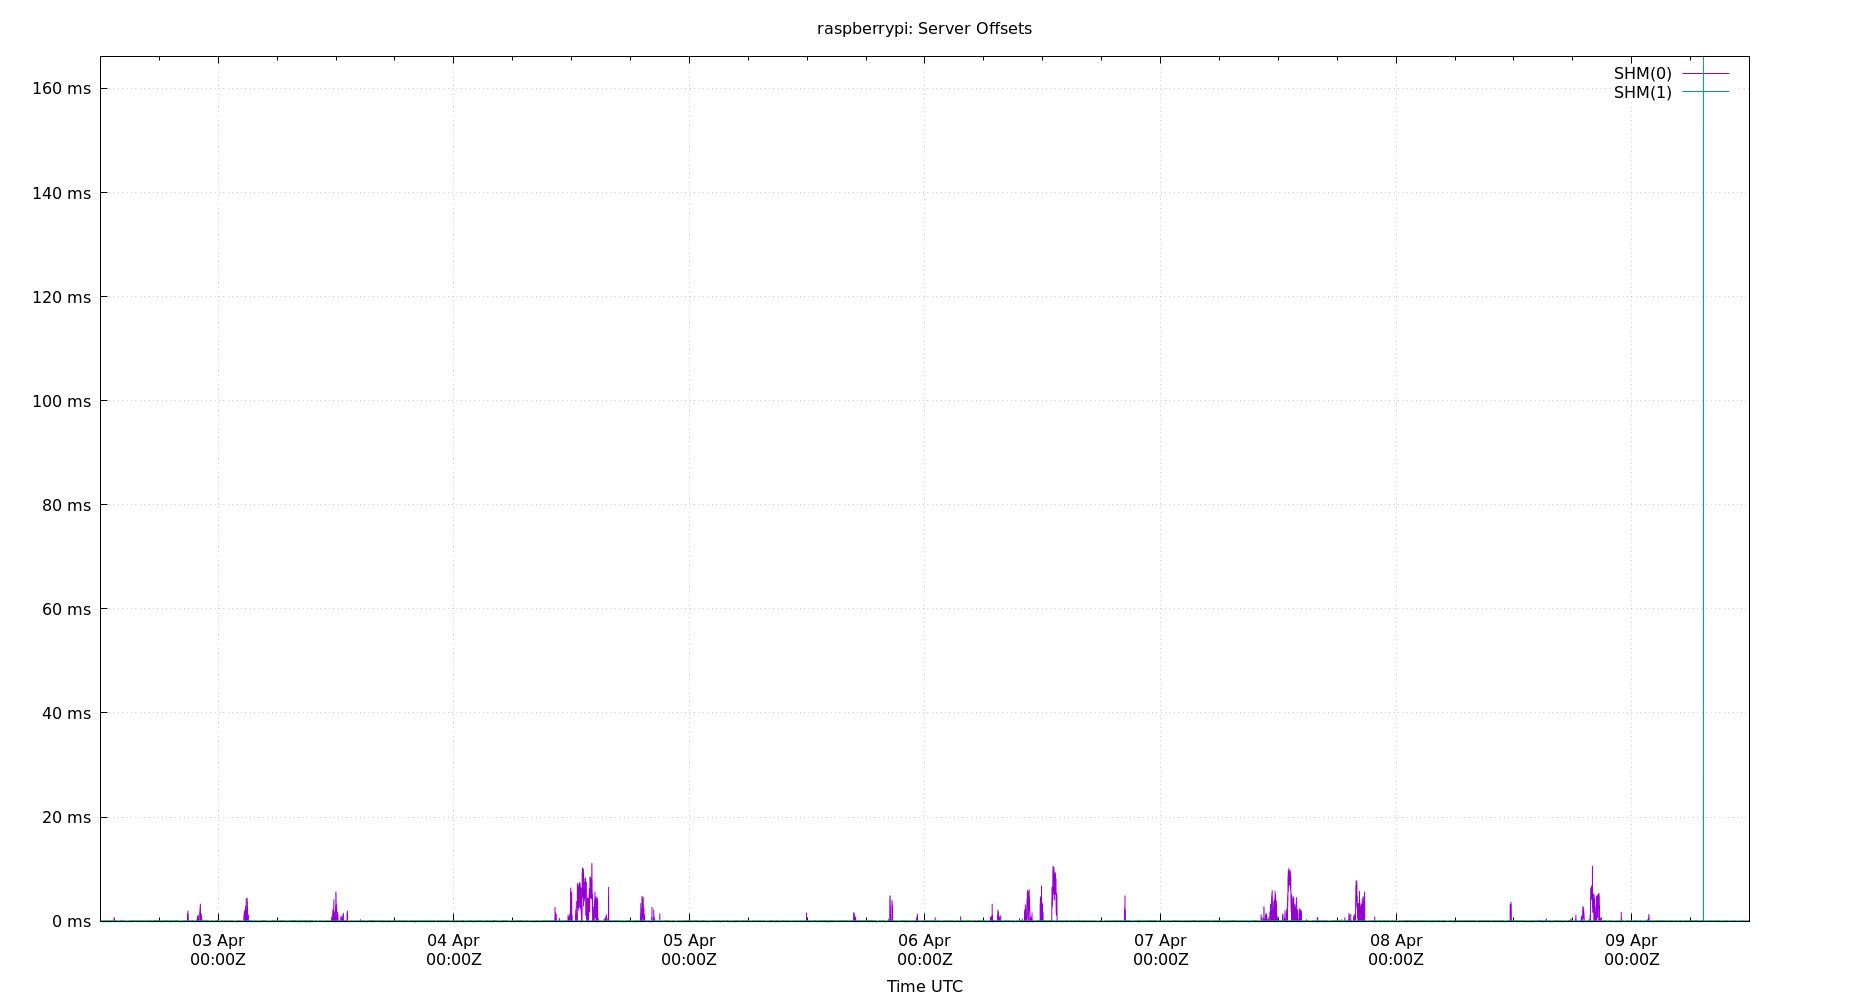 raspberrypi: Server Offsets
SHM(0)
SHM(1)
160 ms
140 ms
120 ms
100 ms
80 ms
60 ms
40 ms
20 ms
0 ms
03 Apr 04 Apr 05 Apr 06 Apr 07 Apr 08 Apr 09 Apr
00:00Z 00:00Z 00:00Z 00:00Z 00:00Z 00:00Z 00:00Z
Time UTC